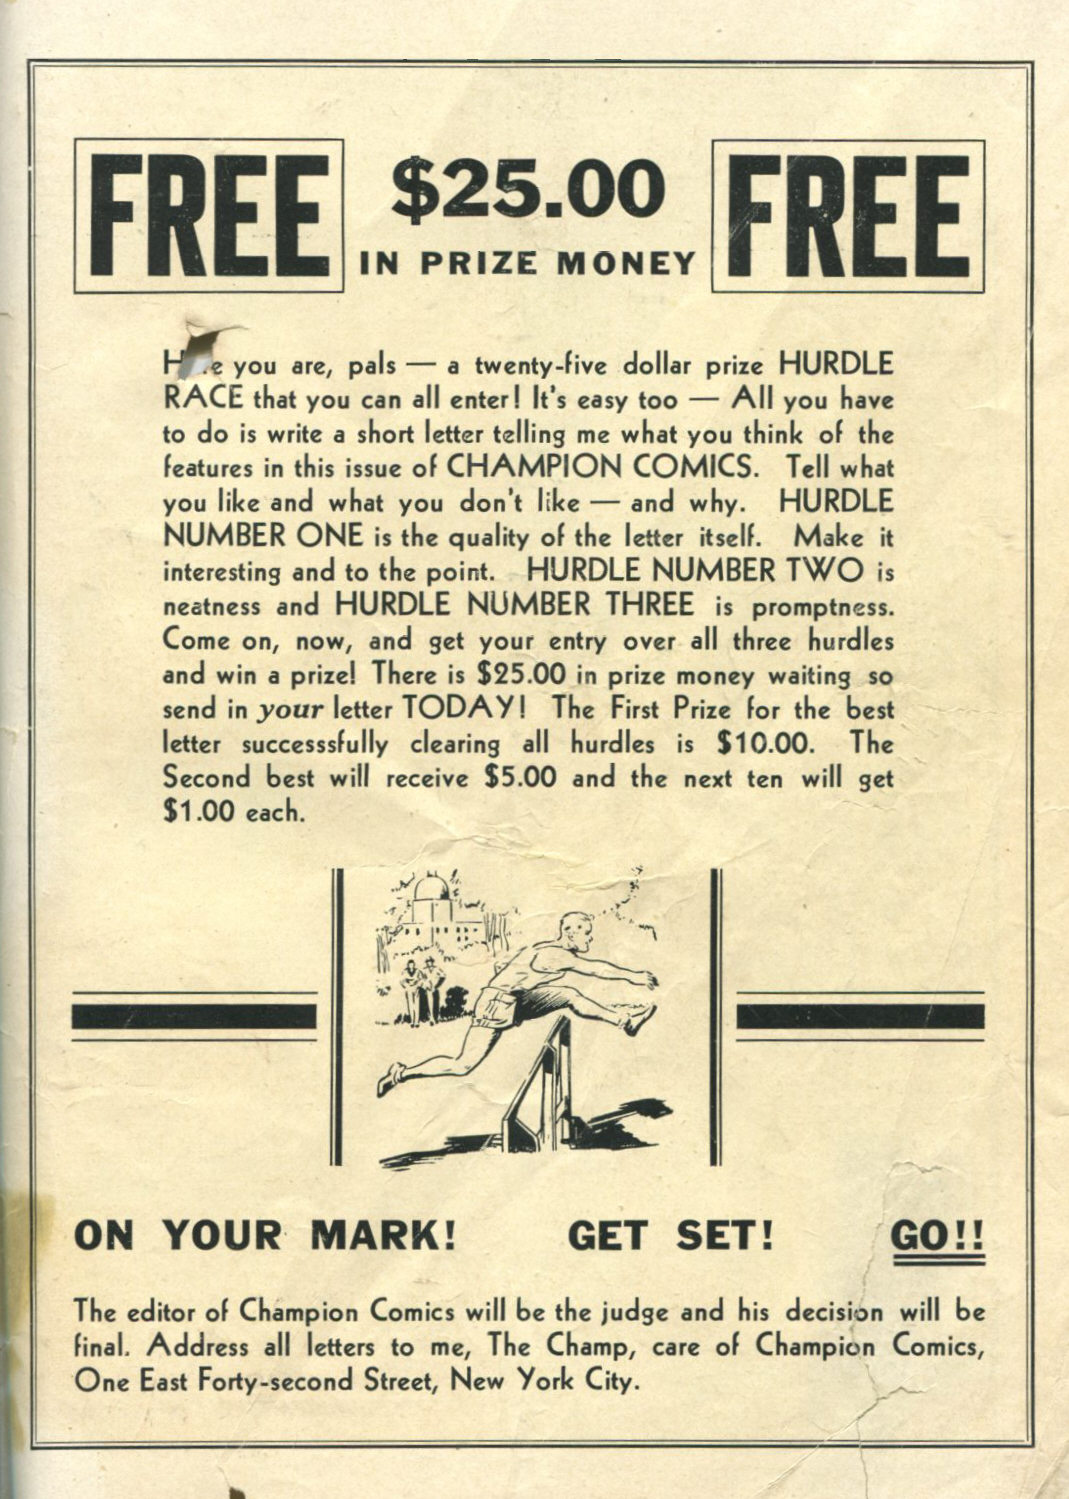 FREE $25.00 FREE
IN PRIZE MONEY
you are, pals — a twenty-five dollar prize HURDLE
RACE that you can all enter! It's easy too — All you have
to do is write a short letter telling me what you think of the
features in this issue of CHAMPION COMICS. Tell what
you like and what you don't like — and why. HURDLE
NUMBER ONE is the quality of the letter itself. Make it
interesting and to the point. HURDLE NUMBER TWO is
neatness and HURDLE NUMBER THREE is promptness.
Come on, now, and get your entry over all three hurdles
and win a prize! There is $25.00 in prize money waiting so
send in your letter TODAY! The First Prize for the best
letter successsfully clearing all hurdles is $10.00. The
Second best will receive $5.00 and the next ten will get
$1.00 each.
ON YOUR MARK! GET SET! GO!!
The editor of Champion Comics will be the judge and his decision will be
final. Address all letters to me, The Champ, care of Champion Comics,
One East Forty-second Street, New York City.